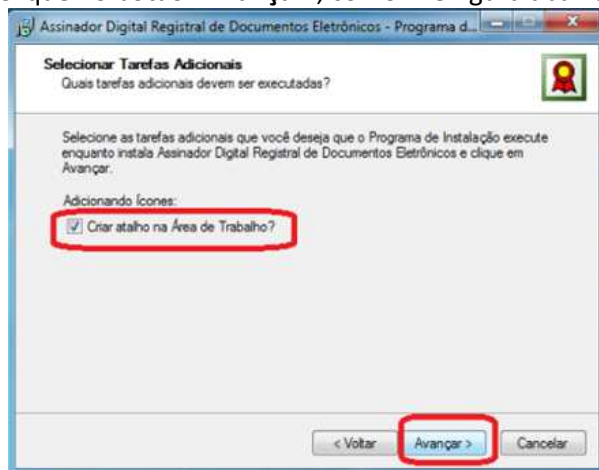 Assinador Digital Registral de Documentos Eletrônicos - Programa d...
Selecionar Tarefas Adicionais
Quais tarefas adicionais devem ser executadas?
Selecione as tarefas adicionais que você deseja que o Programa de Instalação execute
enquanto instala Assinador Digital Registral de Documentos Eletrônicos e clique em
Avançar.
Adicionando ícones:
Criar atalho na Área de Trabalho?
< Voltar
Avançar >
Cancelar